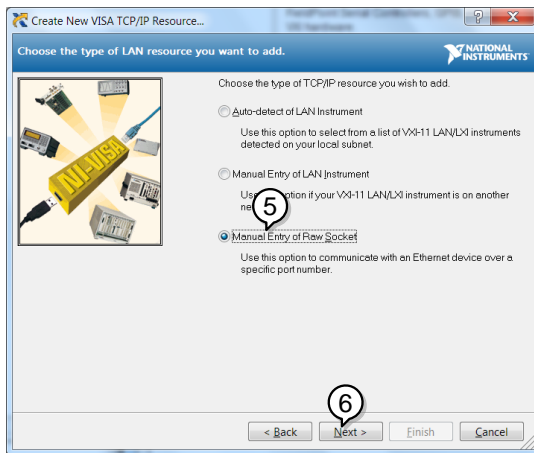 Create New VISA TCP/IP Resource...
Choose the type of LAN resource you want to add.
NATIONAL
INSTRUMENTS
Choose the type of TCP/IP resource you wish to add.
Auto-detect of LAN Instrument
Use this option to select from a list of VXI-11 LAN/LXI instruments
detected on your local subnet.
Manual Entry of LAN Instrument
option if your VXI-11 LAN/LXI instrument is on another
5
Manual Entry of Raw Socket
Use this option to communicate with an Ethernet device over a
specific port number.
NI-VISA
6
< Back
Next >
Finish
Cancel